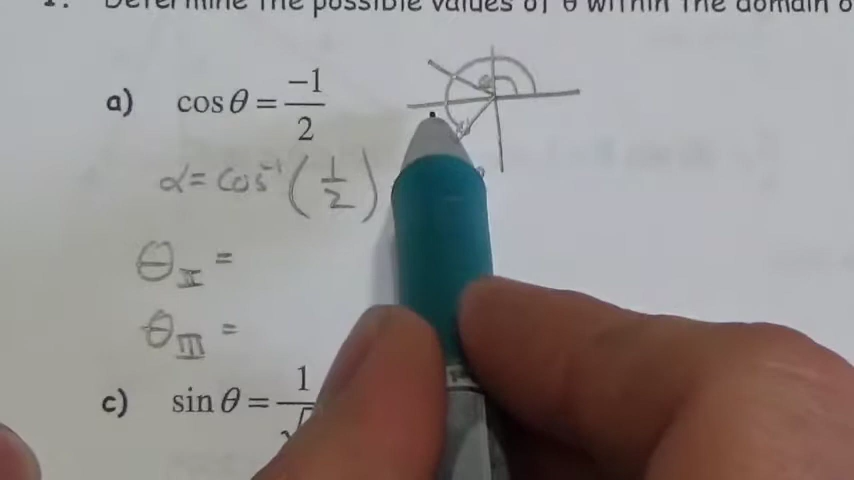 1. Determine the possible values of θ within the domain o
a) cos θ = -1/2
α = cos⁻¹(1/2)
θ_II =
θ_III =
c) sin θ = 1/√